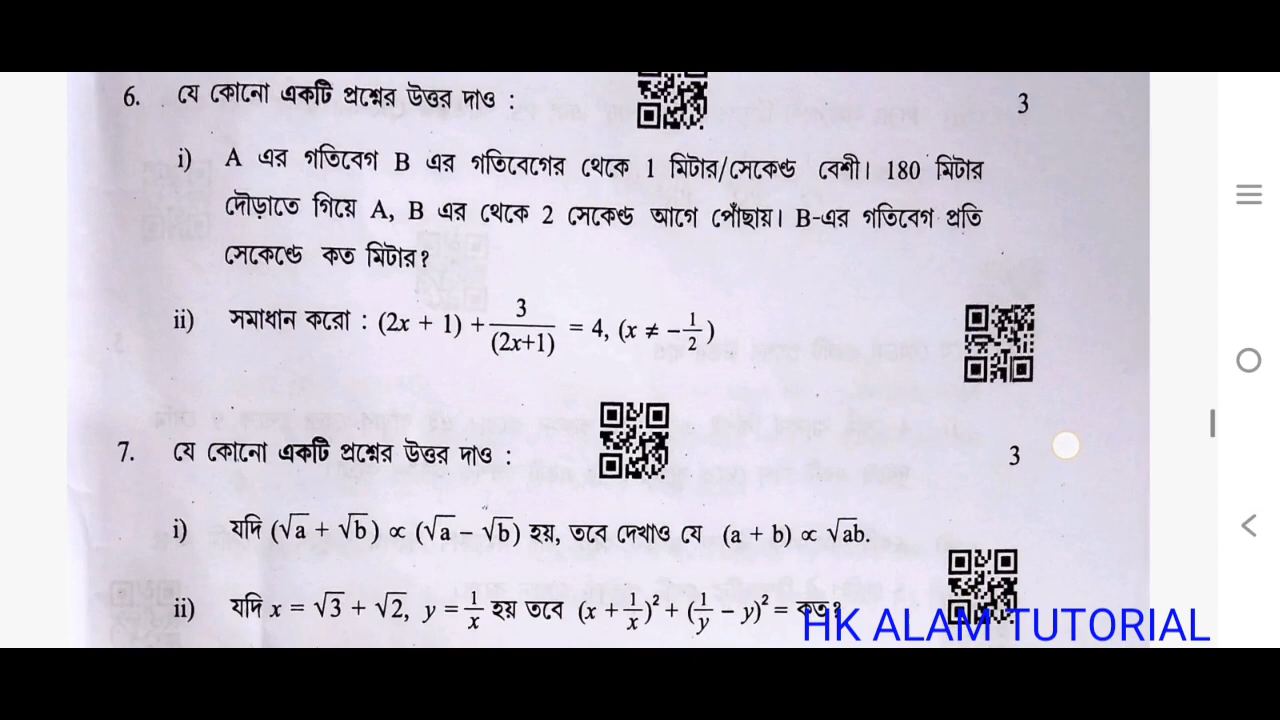 6. যে কোনো একটি প্রশ্নের উত্তর দাও : 3
i) A এর গতিবেগ B এর গতিবেগের থেকে 1 মিটার/সেকেণ্ড বেশী। 180 মিটার
দৌড়াতে গিয়ে A, B এর থেকে 2 সেকেণ্ড আগে পৌঁছায়। B-এর গতিবেগ প্রতি
সেকেণ্ডে কত মিটার?
ii) সমাধান করো : (2x + 1) + 3/(2x+1) = 4, (x ≠ -1/2)
7. যে কোনো একটি প্রশ্নের উত্তর দাও : 3
i) যদি (√a + √b) ∝ (√a – √b) হয়, তবে দেখাও যে (a + b) ∝ √ab.
ii) যদি x = √3 + √2, y = 1/x হয় তবে (x + 1/x)² + (1/y – y)² = কত?
HK ALAM TUTORIAL